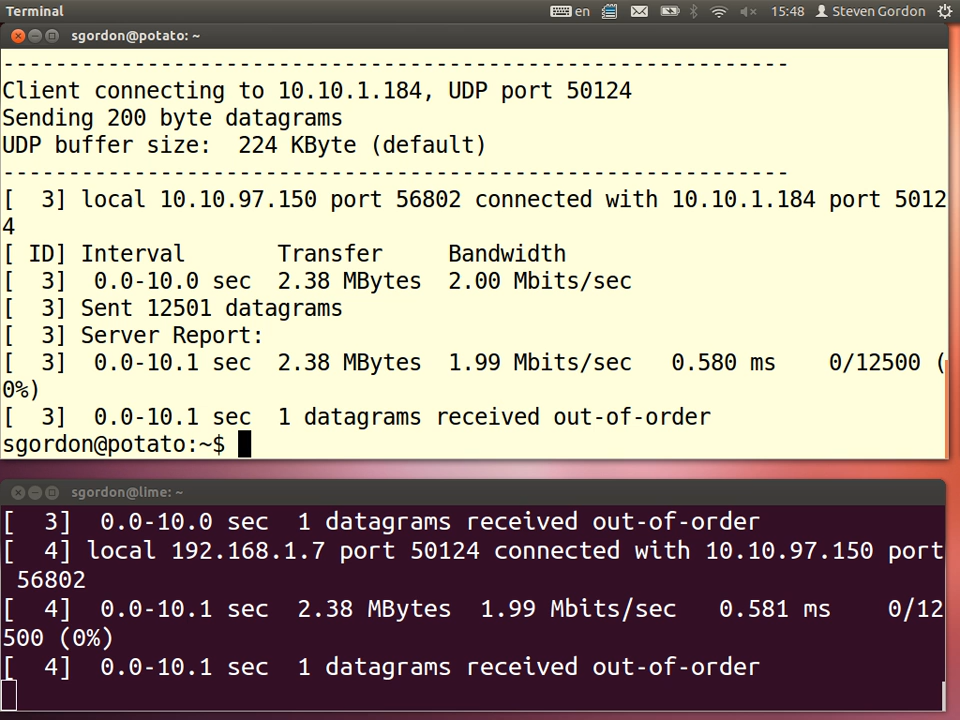 Terminal en 15:48 Steven Gordon
sgordon@potato: ~
------------------------------------------------------------
Client connecting to 10.10.1.184, UDP port 50124
Sending 200 byte datagrams
UDP buffer size:  224 KByte (default)
------------------------------------------------------------
[  3] local 10.10.97.150 port 56802 connected with 10.10.1.184 port 5012
4
[ ID] Interval       Transfer     Bandwidth
[  3]  0.0-10.0 sec  2.38 MBytes  2.00 Mbits/sec
[  3] Sent 12501 datagrams
[  3] Server Report:
[  3]  0.0-10.1 sec  2.38 MBytes  1.99 Mbits/sec   0.580 ms    0/12500 (
0%)
[  3]  0.0-10.1 sec  1 datagrams received out-of-order
sgordon@potato:~$
sgordon@lime: ~
[  3]  0.0-10.0 sec  1 datagrams received out-of-order
[  4] local 192.168.1.7 port 50124 connected with 10.10.97.150 port
 56802
[  4]  0.0-10.1 sec  2.38 MBytes  1.99 Mbits/sec   0.581 ms    0/12
500 (0%)
[  4]  0.0-10.1 sec  1 datagrams received out-of-order